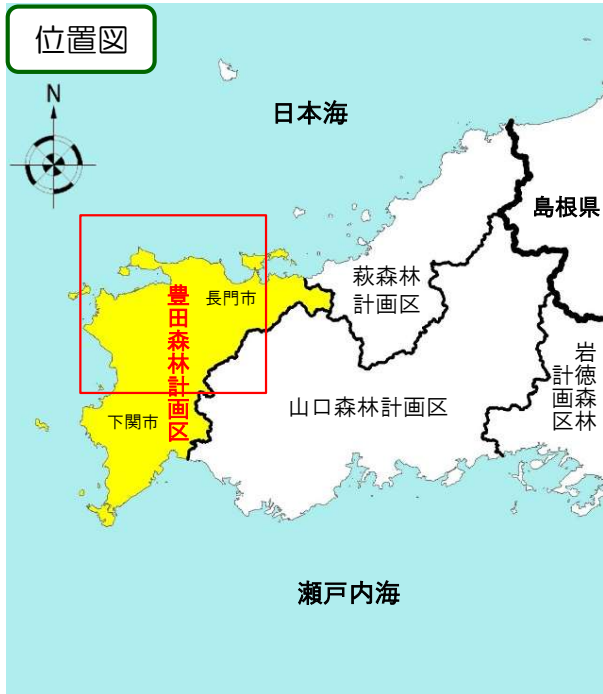 位置図
N
日本海
島根県
萩森林
計画区
長門市
豊田森林計画区
岩徳森林
計画区
山口森林計画区
下関市
瀬戸内海